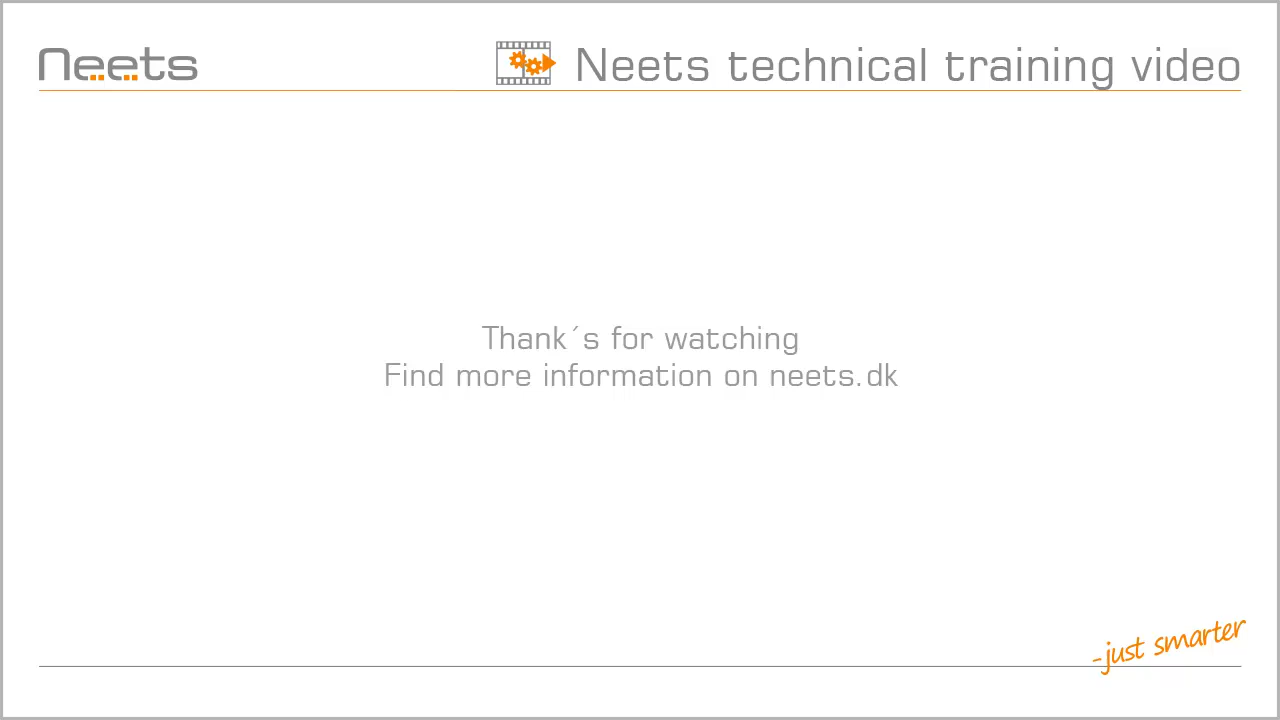 Neets
Neets technical training video
Thank´s for watching
Find more information on neets.dk
-just smarter